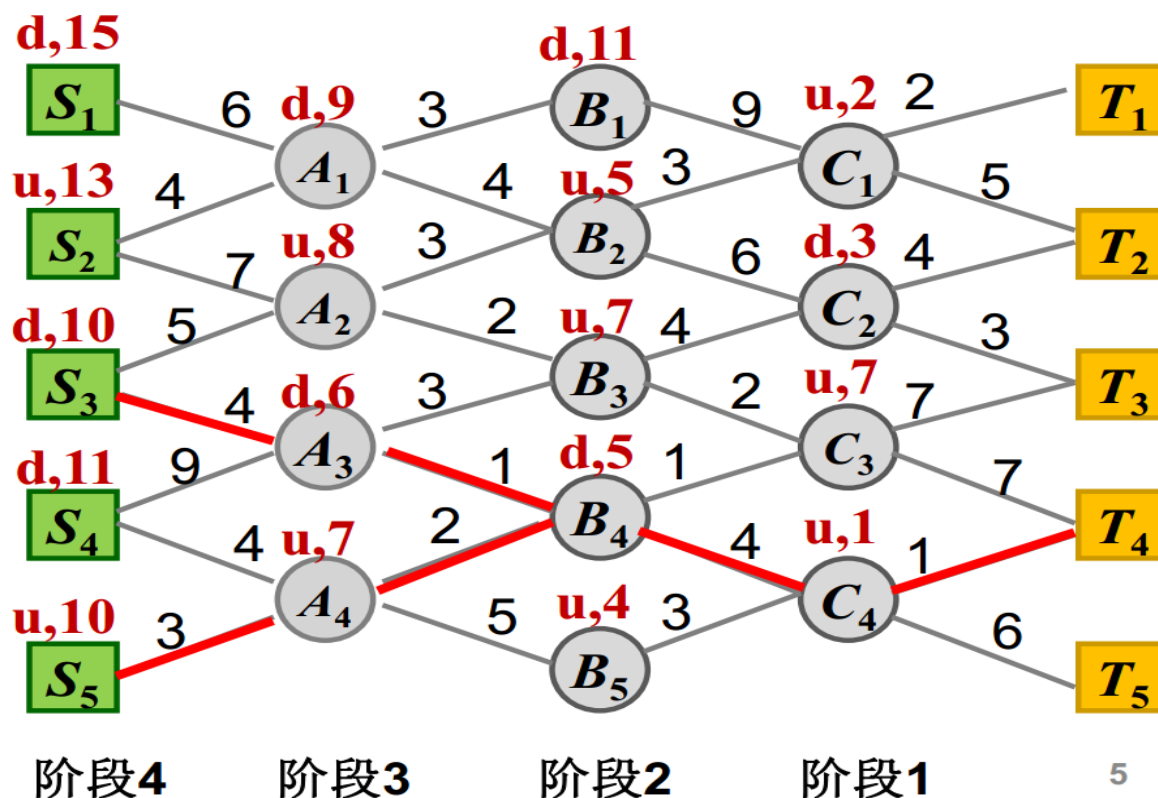 d,15 d,11
S1 6 d,9 3 B1 9 u,2 2 T1
A1 C1
u,13 4 4 u,5 3 5
S2 7 u,8 3 B2 6 d,3 4 T2
A2 C2
d,10 5 2 u,7 4 3
S3 4 d,6 3 B3 2 u,7 7 T3
A3 C3
d,11 9 1 d,5 1 7
S4 4 u,7 2 B4 4 u,1 1 T4
A4 C4
u,10 3 5 u,4 3 6
S5 B5 T5
阶段4 阶段3 阶段2 阶段1 5